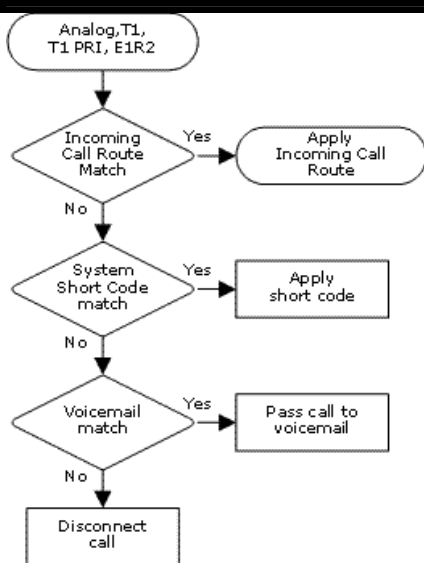 Analog,T1,
T1 PRI, E1R2
Incoming
Call Route
Match
Yes
Apply
Incoming Call
Route
No
System
Short Code
match
Yes
Apply
short code
No
Voicemail
match
Yes
Pass call to
voicemail
No
Disconnect
call